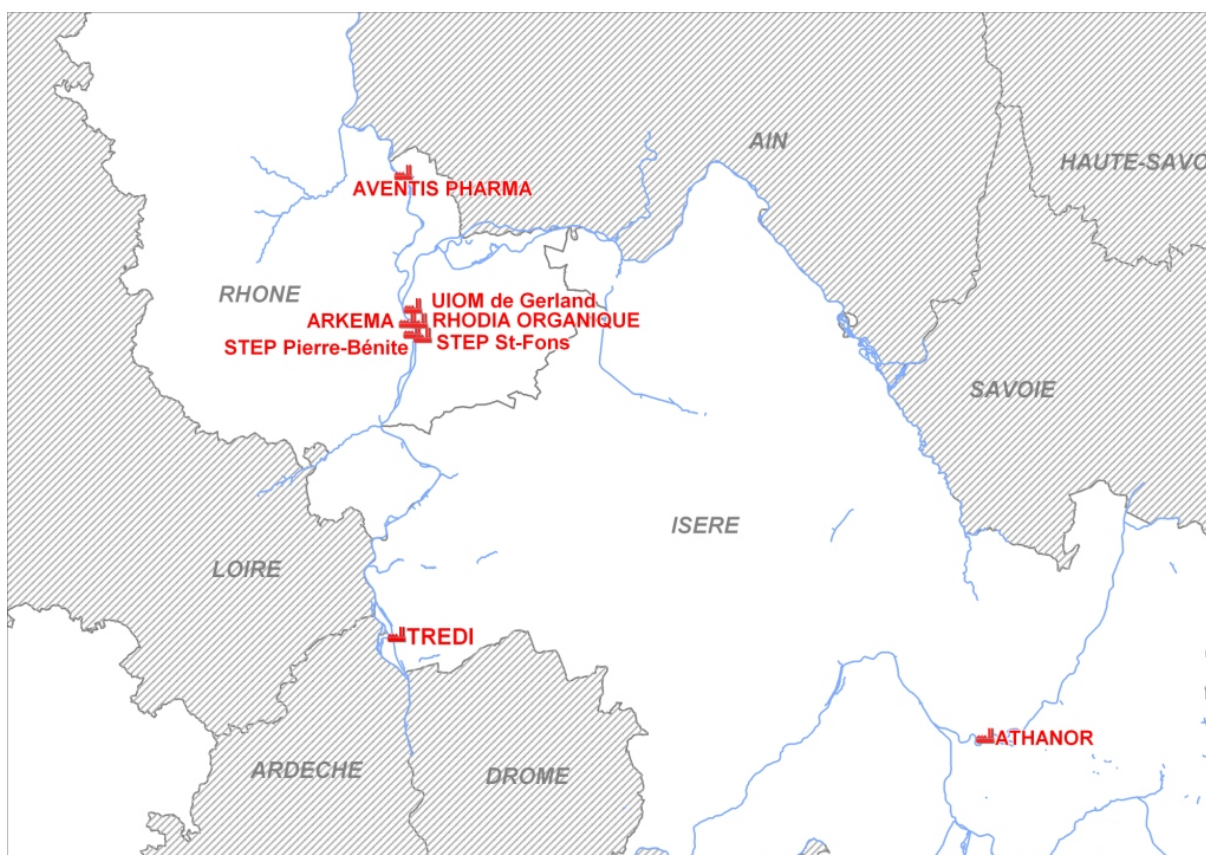 AIN
HAUTE-SAVO
AVENTIS PHARMA
RHONE
UIOM de Gerland
ARKEMA
RHODIA ORGANIQUE
STEP Pierre-Bénite
STEP St-Fons
SAVOIE
ISERE
LOIRE
TREDI
ATHANOR
ARDECHE
DROME